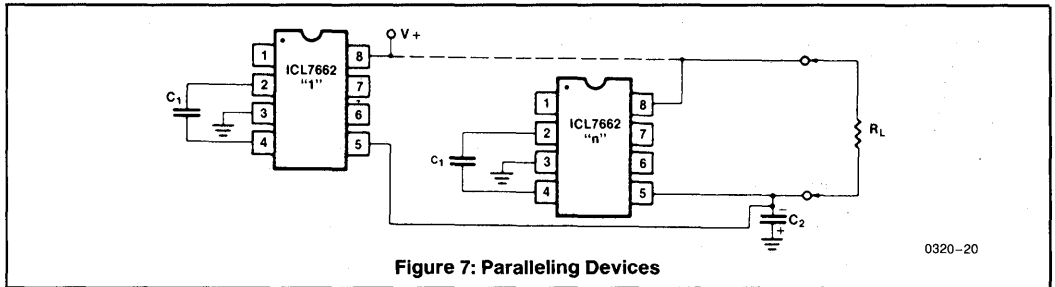 V +
ICL7662
"1"
1
2
3
4
8
7
6
5
C1
ICL7662
"n"
1
2
3
4
8
7
6
5
C1
RL
−
C2
+
0320–20
Figure 7: Paralleling Devices